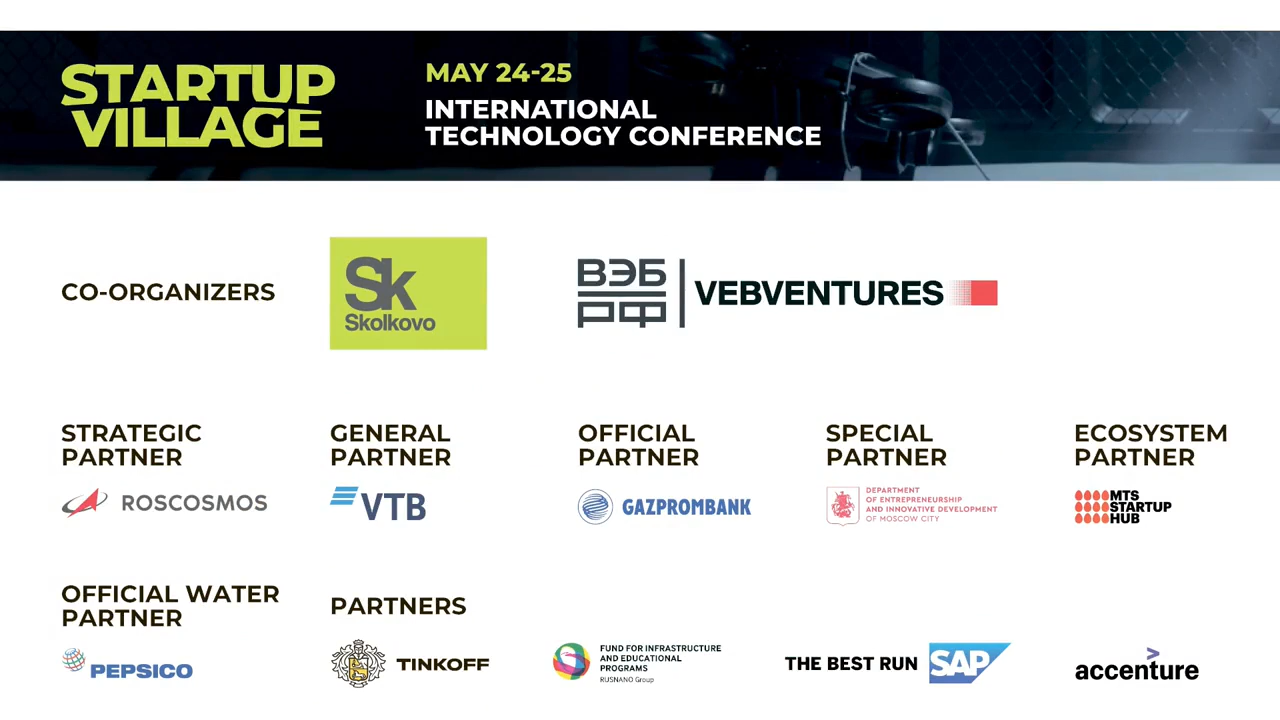 STARTUP
VILLAGE
MAY 24-25
INTERNATIONAL
TECHNOLOGY CONFERENCE
CO-ORGANIZERS
Sk
Skolkovo
ВЭБ
РФ
VEBVENTURES
STRATEGIC
PARTNER
ROSCOSMOS
GENERAL
PARTNER
VTB
OFFICIAL
PARTNER
GAZPROMBANK
SPECIAL
PARTNER
DEPARTMENT
OF ENTREPRENEURSHIP
AND INNOVATIVE DEVELOPMENT
OF MOSCOW CITY
ECOSYSTEM
PARTNER
MTS
STARTUP
HUB
OFFICIAL WATER
PARTNER
PEPSICO
PARTNERS
TINKOFF
FUND FOR INFRASTRUCTURE
AND EDUCATIONAL
PROGRAMS
RUSNANO Group
THE BEST RUN SAP
accenture